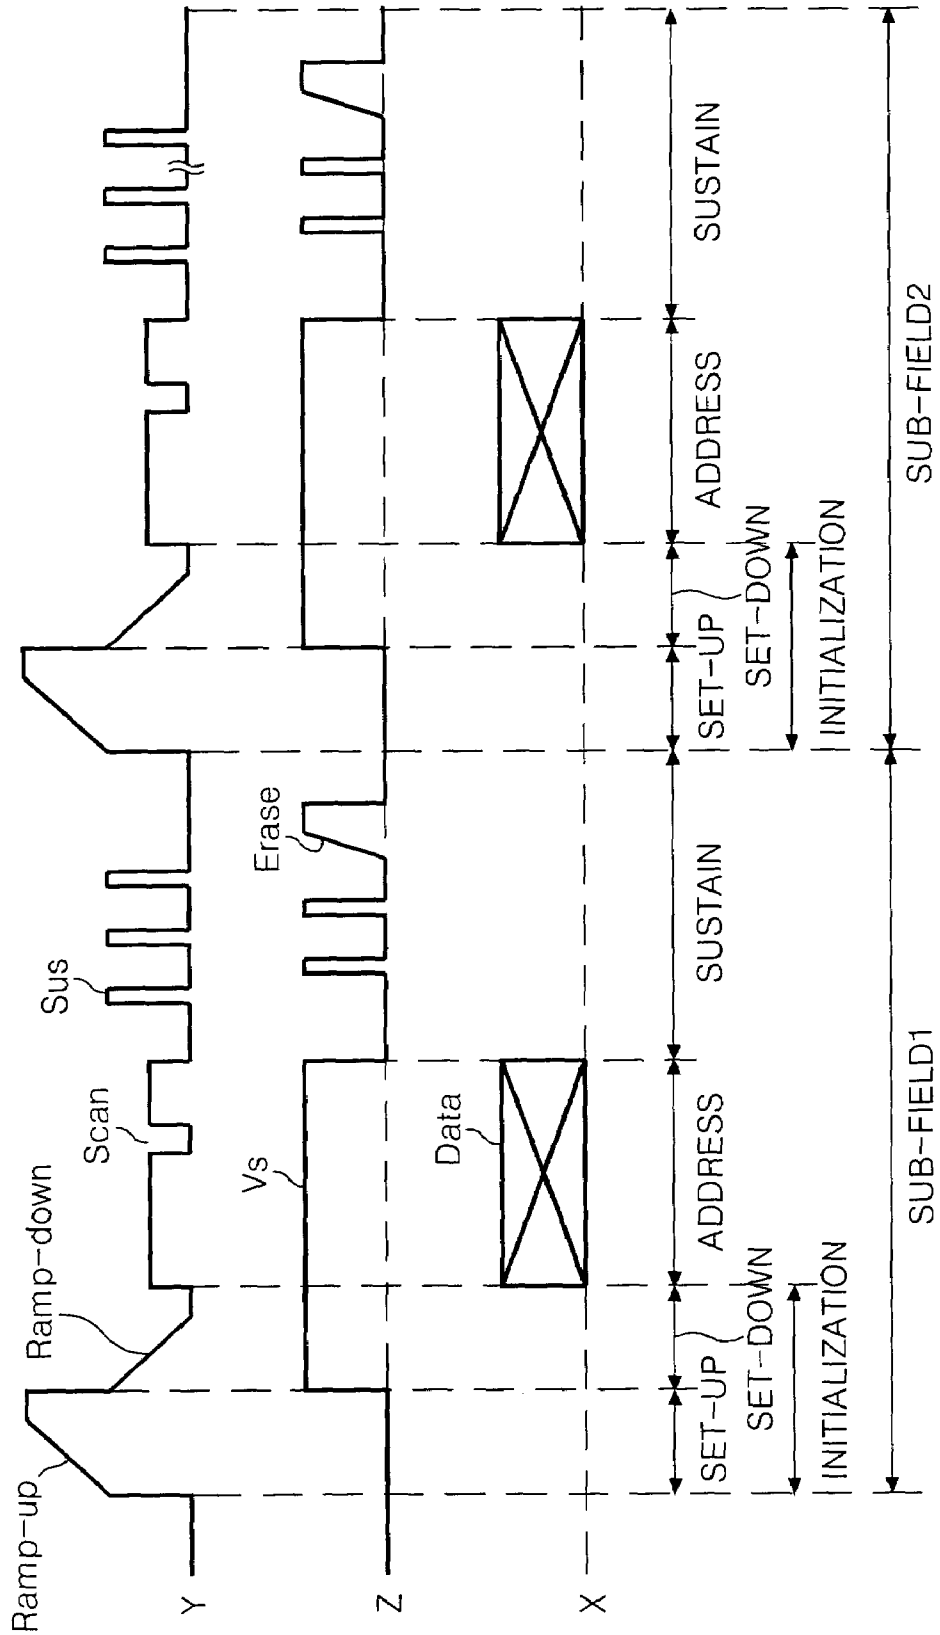 Ramp-up
Ramp-down
Scan
Sus
Y
Vs
Erase
Z
Data
X
SET-UP
ADDRESS
SUSTAIN
SET-UP
ADDRESS
SUSTAIN
SET-DOWN
SET-DOWN
INITIALIZATION
INITIALIZATION
SUB-FIELD1
SUB-FIELD2